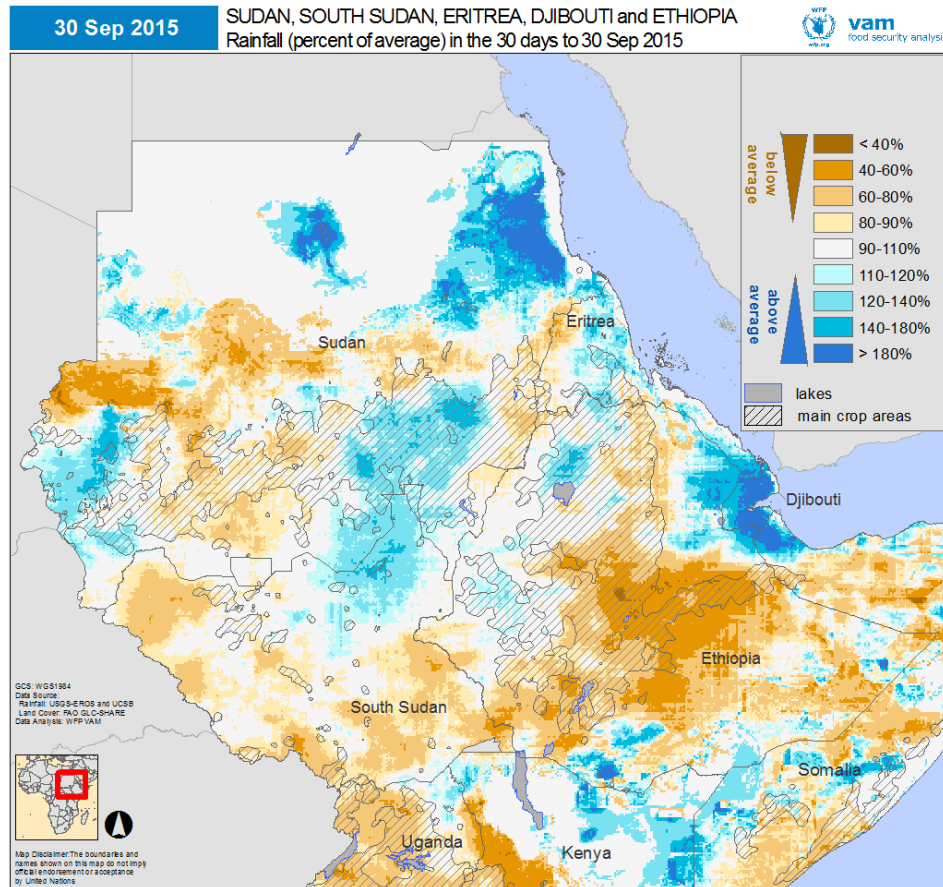 30 Sep 2015
SUDAN, SOUTH SUDAN, ERITREA, DJIBOUTI and ETHIOPIA
Rainfall (percent of average) in the 30 days to 30 Sep 2015
WFP
wfp.org
vam
food security analysi
below
average
above
average
< 40%
40-60%
60-80%
80-90%
90-110%
110-120%
120-140%
140-180%
> 180%
lakes
main crop areas
Eritrea
Sudan
Djibouti
Ethiopia
South Sudan
Somalia
Uganda
Kenya
GCS: WGS1984
Data Source:
Rainfall: USGS-EROS and UCSB
Land Cover: FAO GLC-SHARE
Data Analysis: WFP VAM
Map Disclaimer:The boundaries and
names shown on this map do not imply
official endorsement or acceptance
by United Nations